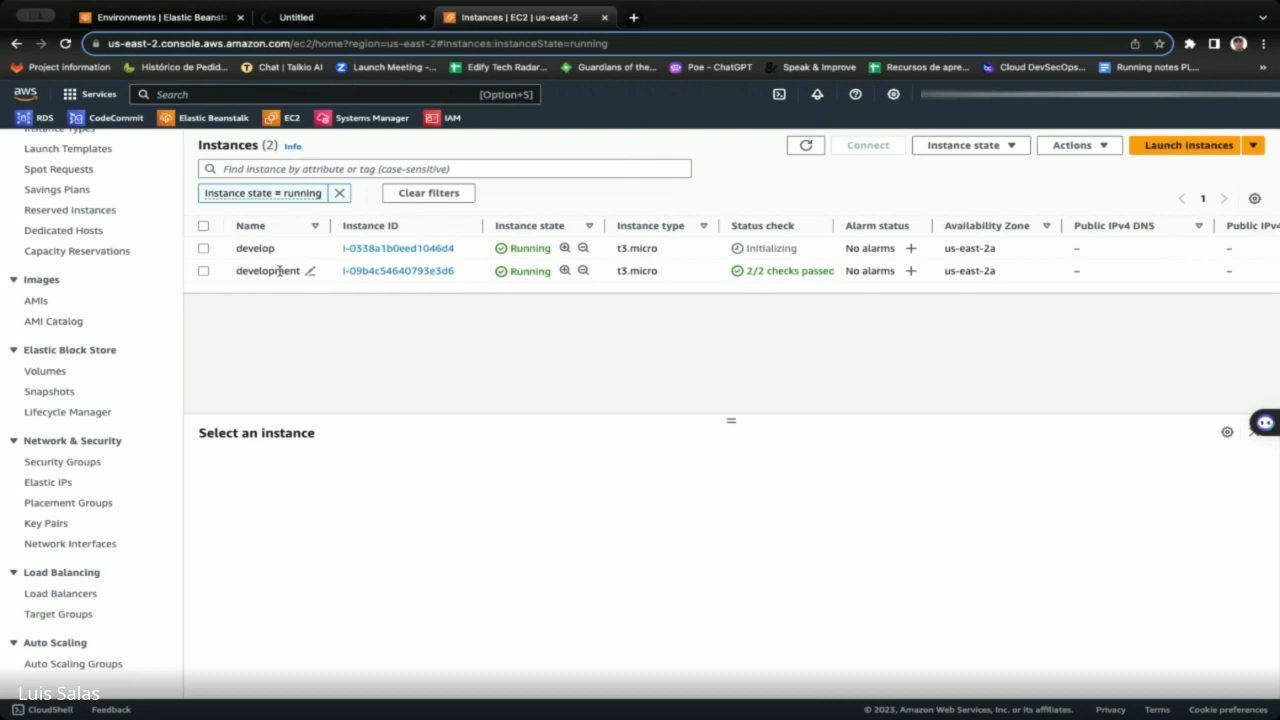 Environments | Elastic Beanst
Untitled
Instances | EC2 | us-east-2
us-east-2.console.aws.amazon.com/ec2/home?region=us-east-2#Instances:instanceState=running
Project information
Histórico de Pedid...
Chat | Talkio AI
Launch Meeting -...
Edify Tech Radar...
Guardians of the...
Poe - ChatGPT
Speak & Improve
Recursos de apre...
Cloud DevSecOps...
Running notes PL...
aws
Services
Search
[Option+S]
RDS
CodeCommit
Elastic Beanstalk
EC2
Systems Manager
IAM
Instance Types
Launch Templates
Spot Requests
Savings Plans
Reserved Instances
Dedicated Hosts
Capacity Reservations
Images
AMIs
AMI Catalog
Elastic Block Store
Volumes
Snapshots
Lifecycle Manager
Network & Security
Security Groups
Elastic IPs
Placement Groups
Key Pairs
Network Interfaces
Load Balancing
Load Balancers
Target Groups
Auto Scaling
Auto Scaling Groups
Instances (2) Info
Connect
Instance state
Actions
Launch instances
Find instance by attribute or tag (case-sensitive)
Instance state = running
Clear filters
1
Name Instance ID Instance state Instance type Status check Alarm status Availability Zone Public IPv4 DNS Public IPv4
develop i-0338a1b0eed1046d4 Running t3.micro Initializing No alarms + us-east-2a –  –
development i-09b4c54640793e3d6 Running t3.micro 2/2 checks passed No alarms + us-east-2a –  –
Select an instance
Luis Salas
CloudShell
Feedback
© 2023, Amazon Web Services, Inc. or its affiliates.
Privacy
Terms
Cookie preferences